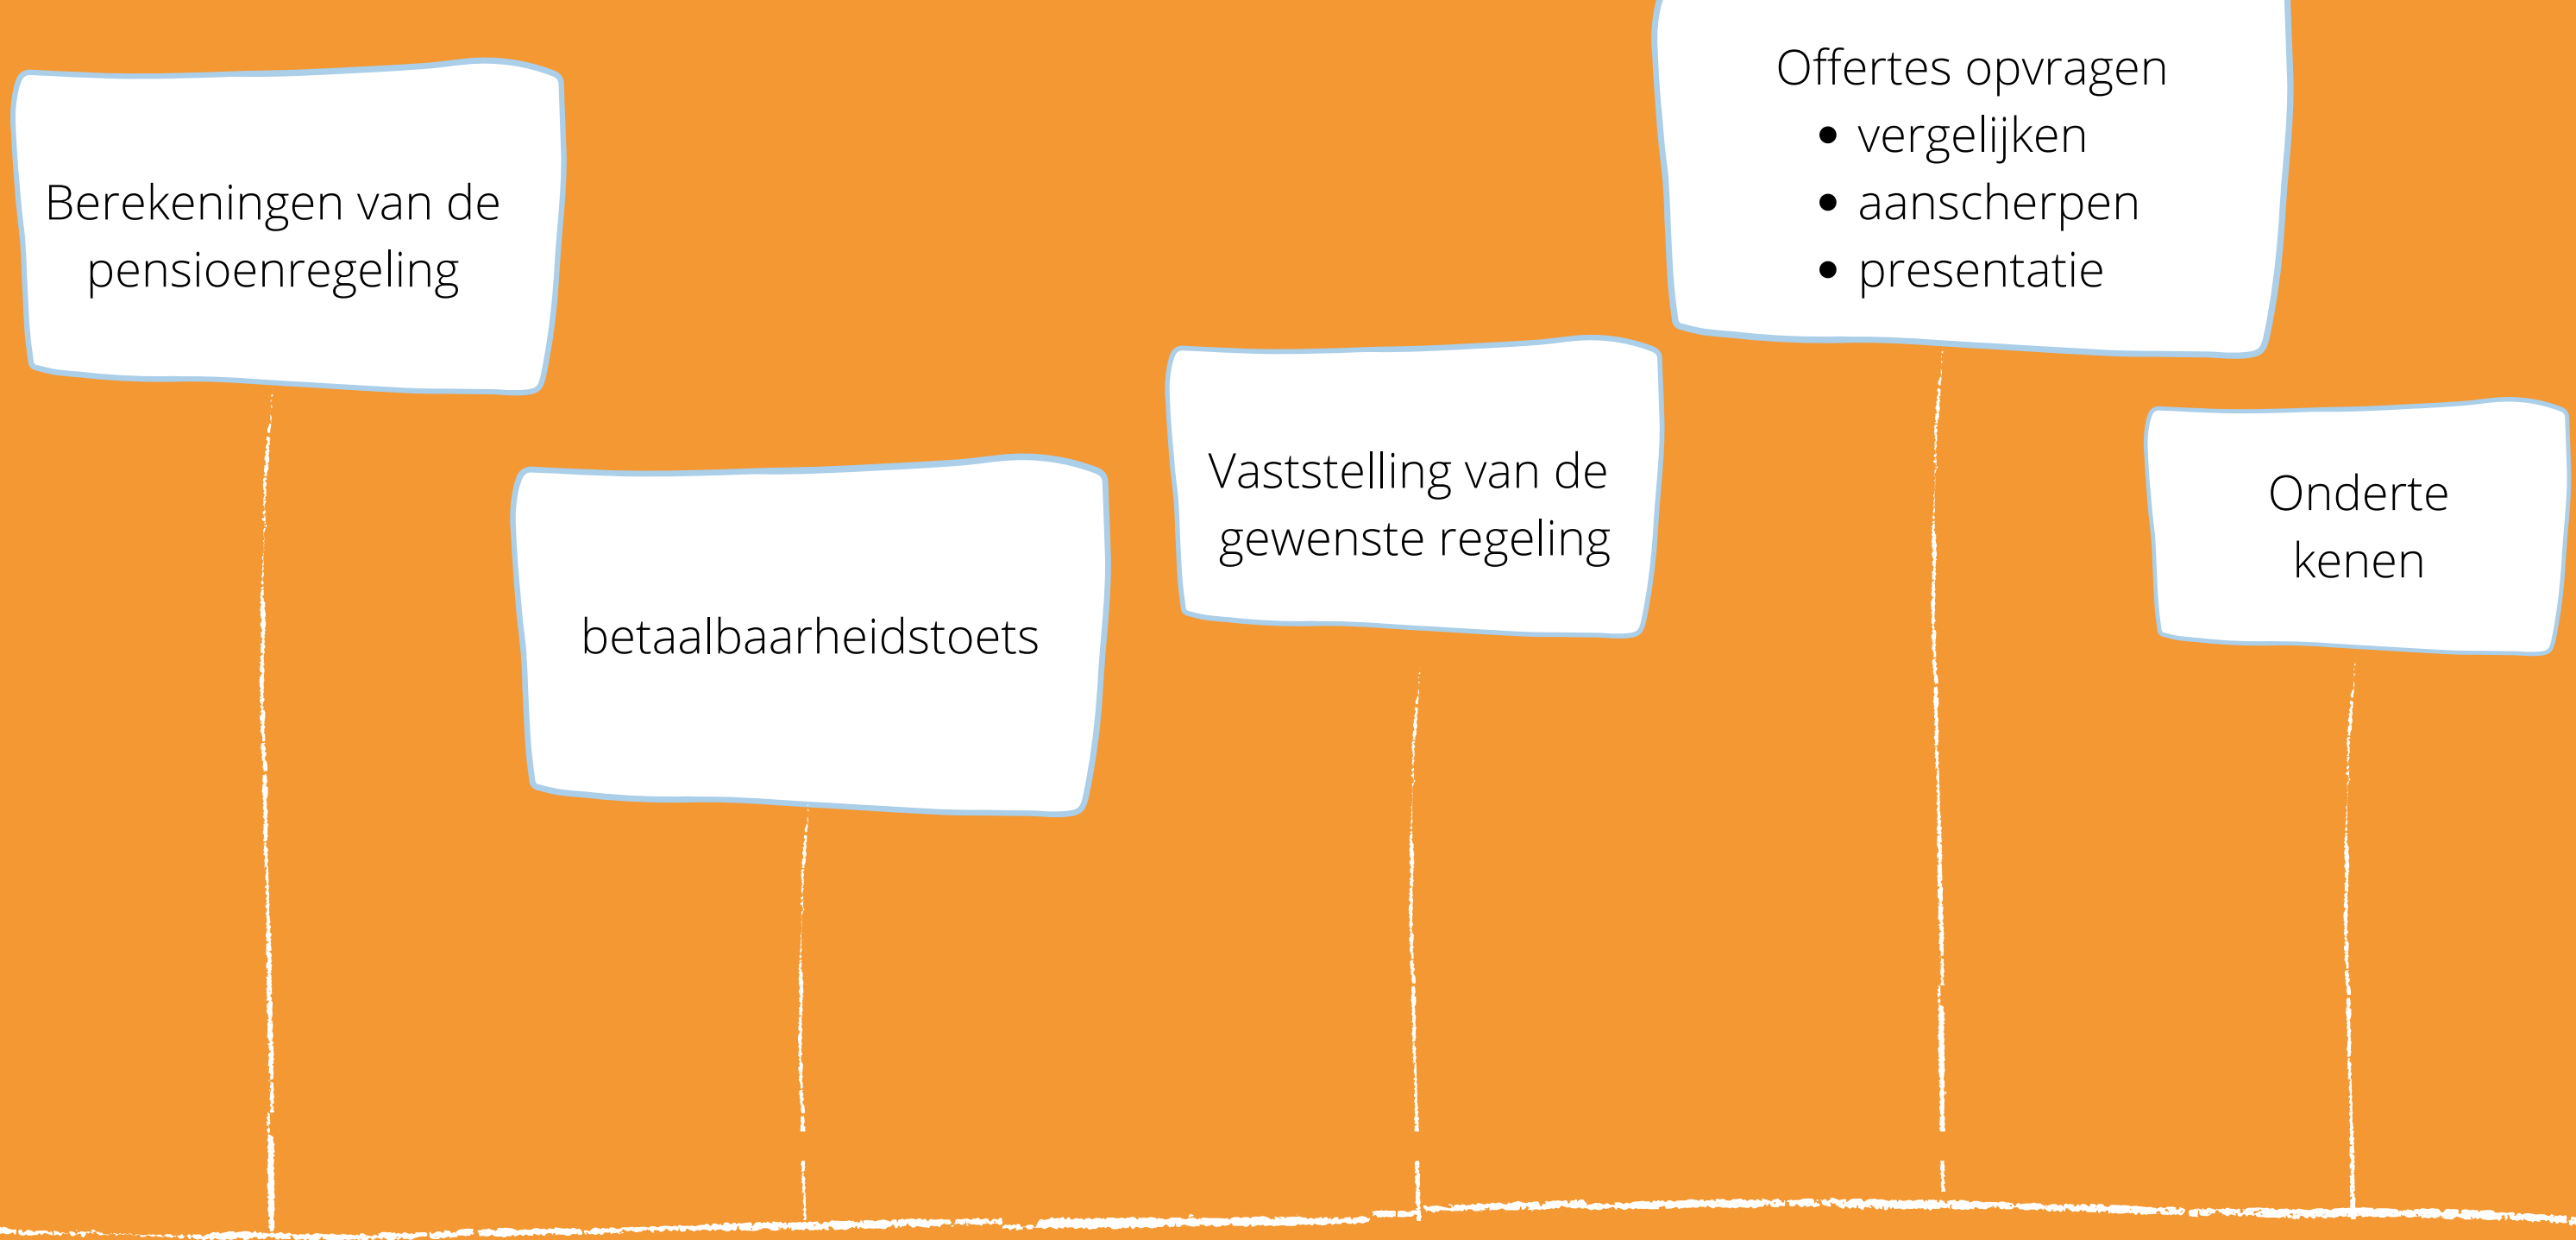 Berekeningen van de
pensioenregeling
betaalbaarheidstoets
Vaststelling van de
gewenste regeling
Offertes opvragen
• vergelijken
• aanscherpen
• presentatie
Onderte
kenen